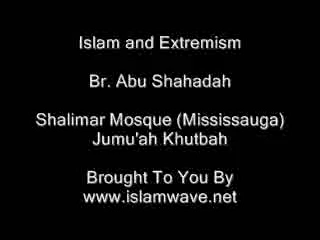 Islam and Extremism
Br. Abu Shahadah
Shalimar Mosque (Mississauga)
Jumu'ah Khutbah
Brought To You By
www.islamwave.net